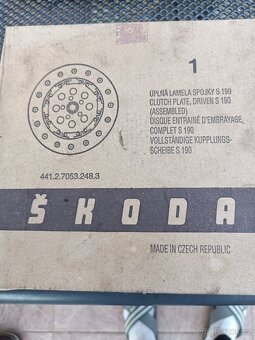 1
ÚPLNÁ LAMELA SPOJKY S 190
CLUTCH PLATE, DRIVEN S 190
(ASSEMBLED)
DISQUE ENTRAINÉ D'EMBRAYAGE,
COMPLET S 190
VOLLSTÄNDIGE KUPPLUNGS-
SCHEIBE S 190
441.2.7053.248.3
ŠKODA
MADE IN CZECH REPUBLIC